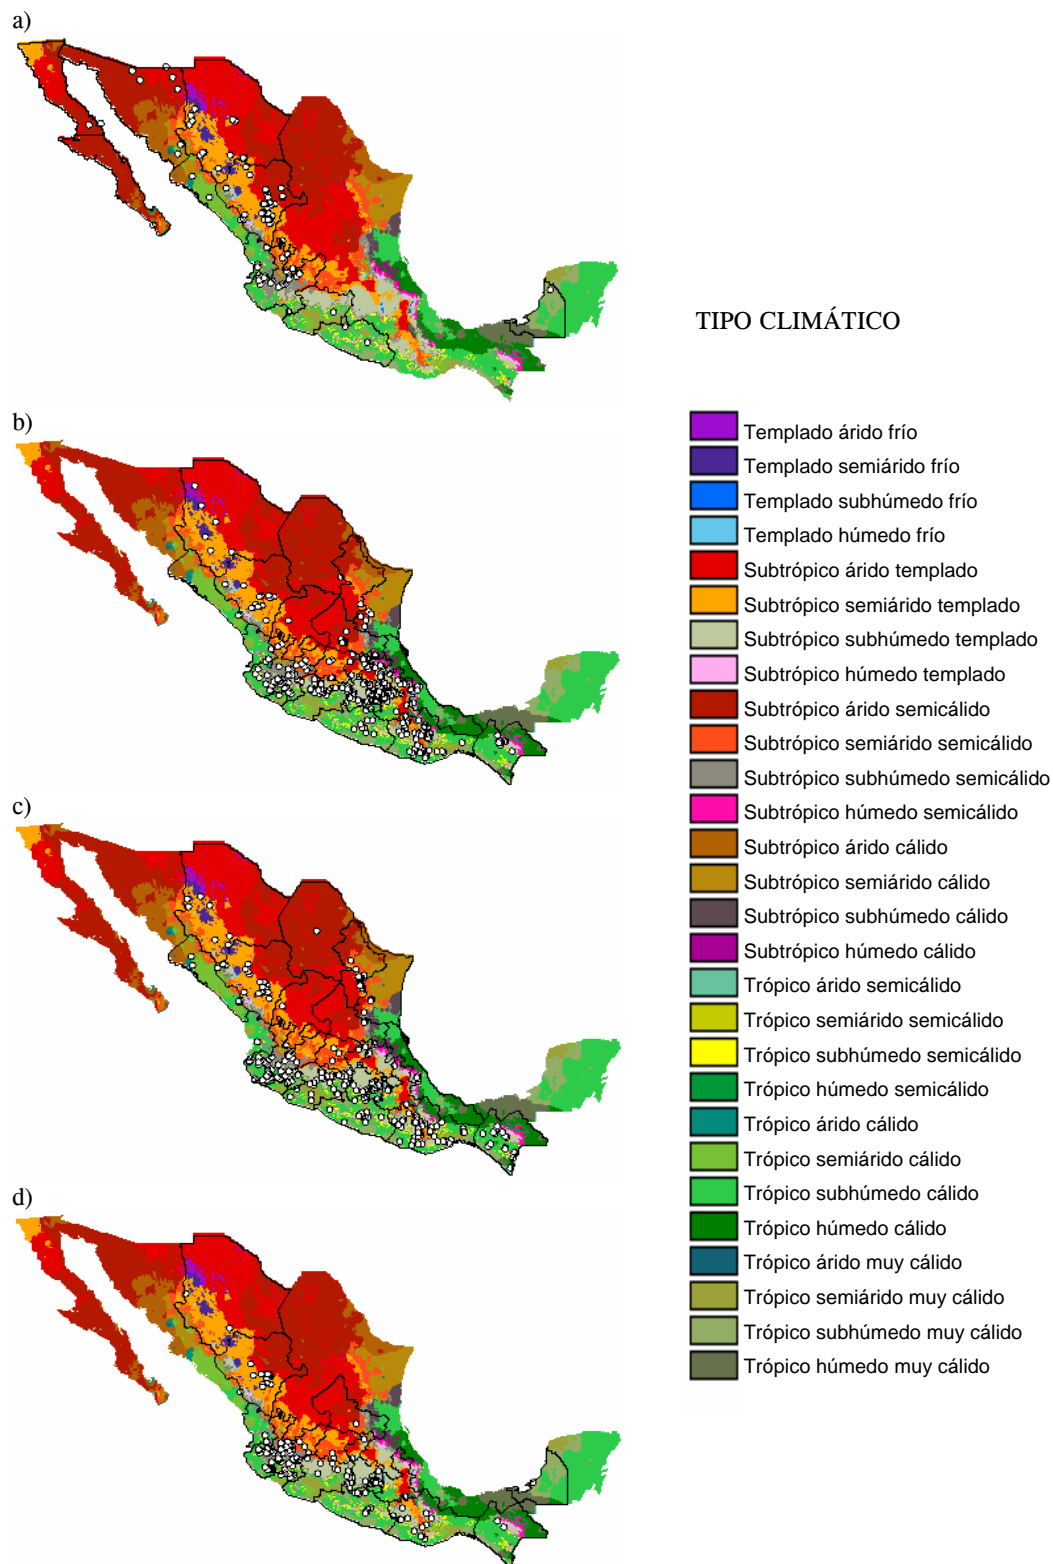 a)
b)
c)
d)
TIPO CLIMÁTICO
Templado árido frío
Templado semiárido frío
Templado subhúmedo frío
Templado húmedo frío
Subtrópico árido templado
Subtrópico semiárido templado
Subtrópico subhúmedo templado
Subtrópico húmedo templado
Subtrópico árido semicálido
Subtrópico semiárido semicálido
Subtrópico subhúmedo semicálido
Subtrópico húmedo semicálido
Subtrópico árido cálido
Subtrópico semiárido cálido
Subtrópico subhúmedo cálido
Subtrópico húmedo cálido
Trópico árido semicálido
Trópico semiárido semicálido
Trópico subhúmedo semicálido
Trópico húmedo semicálido
Trópico árido cálido
Trópico semiárido cálido
Trópico subhúmedo cálido
Trópico húmedo cálido
Trópico árido muy cálido
Trópico semiárido muy cálido
Trópico subhúmedo muy cálido
Trópico húmedo muy cálido